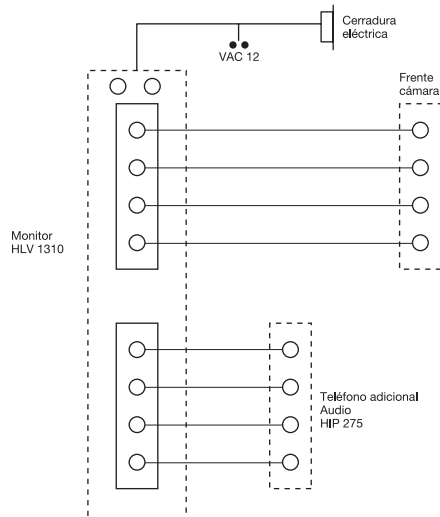 Cerradura
eléctrica
VAC 12
Frente
cámara
Monitor
HLV 1310
Teléfono adicional
Audio
HIP 275